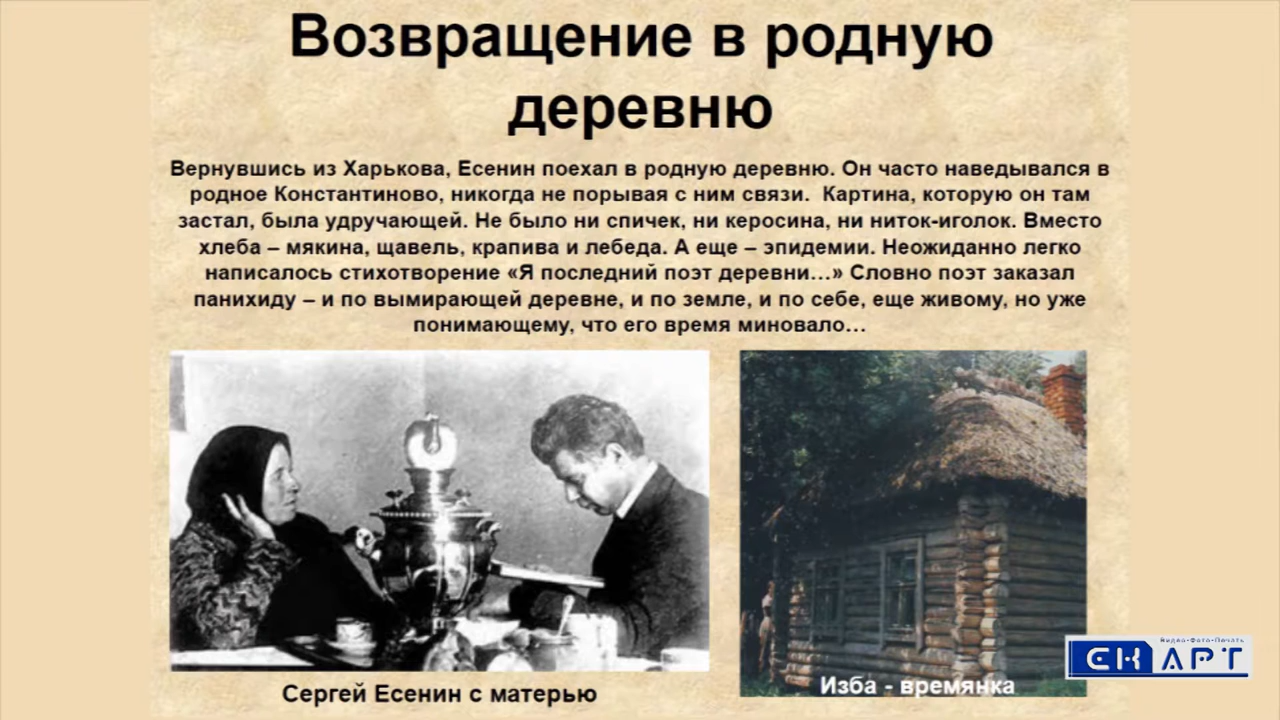 Возвращение в родную
деревню
Вернувшись из Харькова, Есенин поехал в родную деревню. Он часто наведывался в
родное Константиново, никогда не порывая с ним связи. Картина, которую он там
застал, была удручающей. Не было ни спичек, ни керосина, ни ниток-иголок. Вместо
хлеба – мякина, щавель, крапива и лебеда. А еще – эпидемии. Неожиданно легко
написалось стихотворение «Я последний поэт деревни…» Словно поэт заказал
панихиду – и по вымирающей деревне, и по земле, и по себе, еще живому, но уже
понимающему, что его время миновало…
Сергей Есенин с матерью
Изба - времянка
Видео•Фото•Печать
СК АРТ